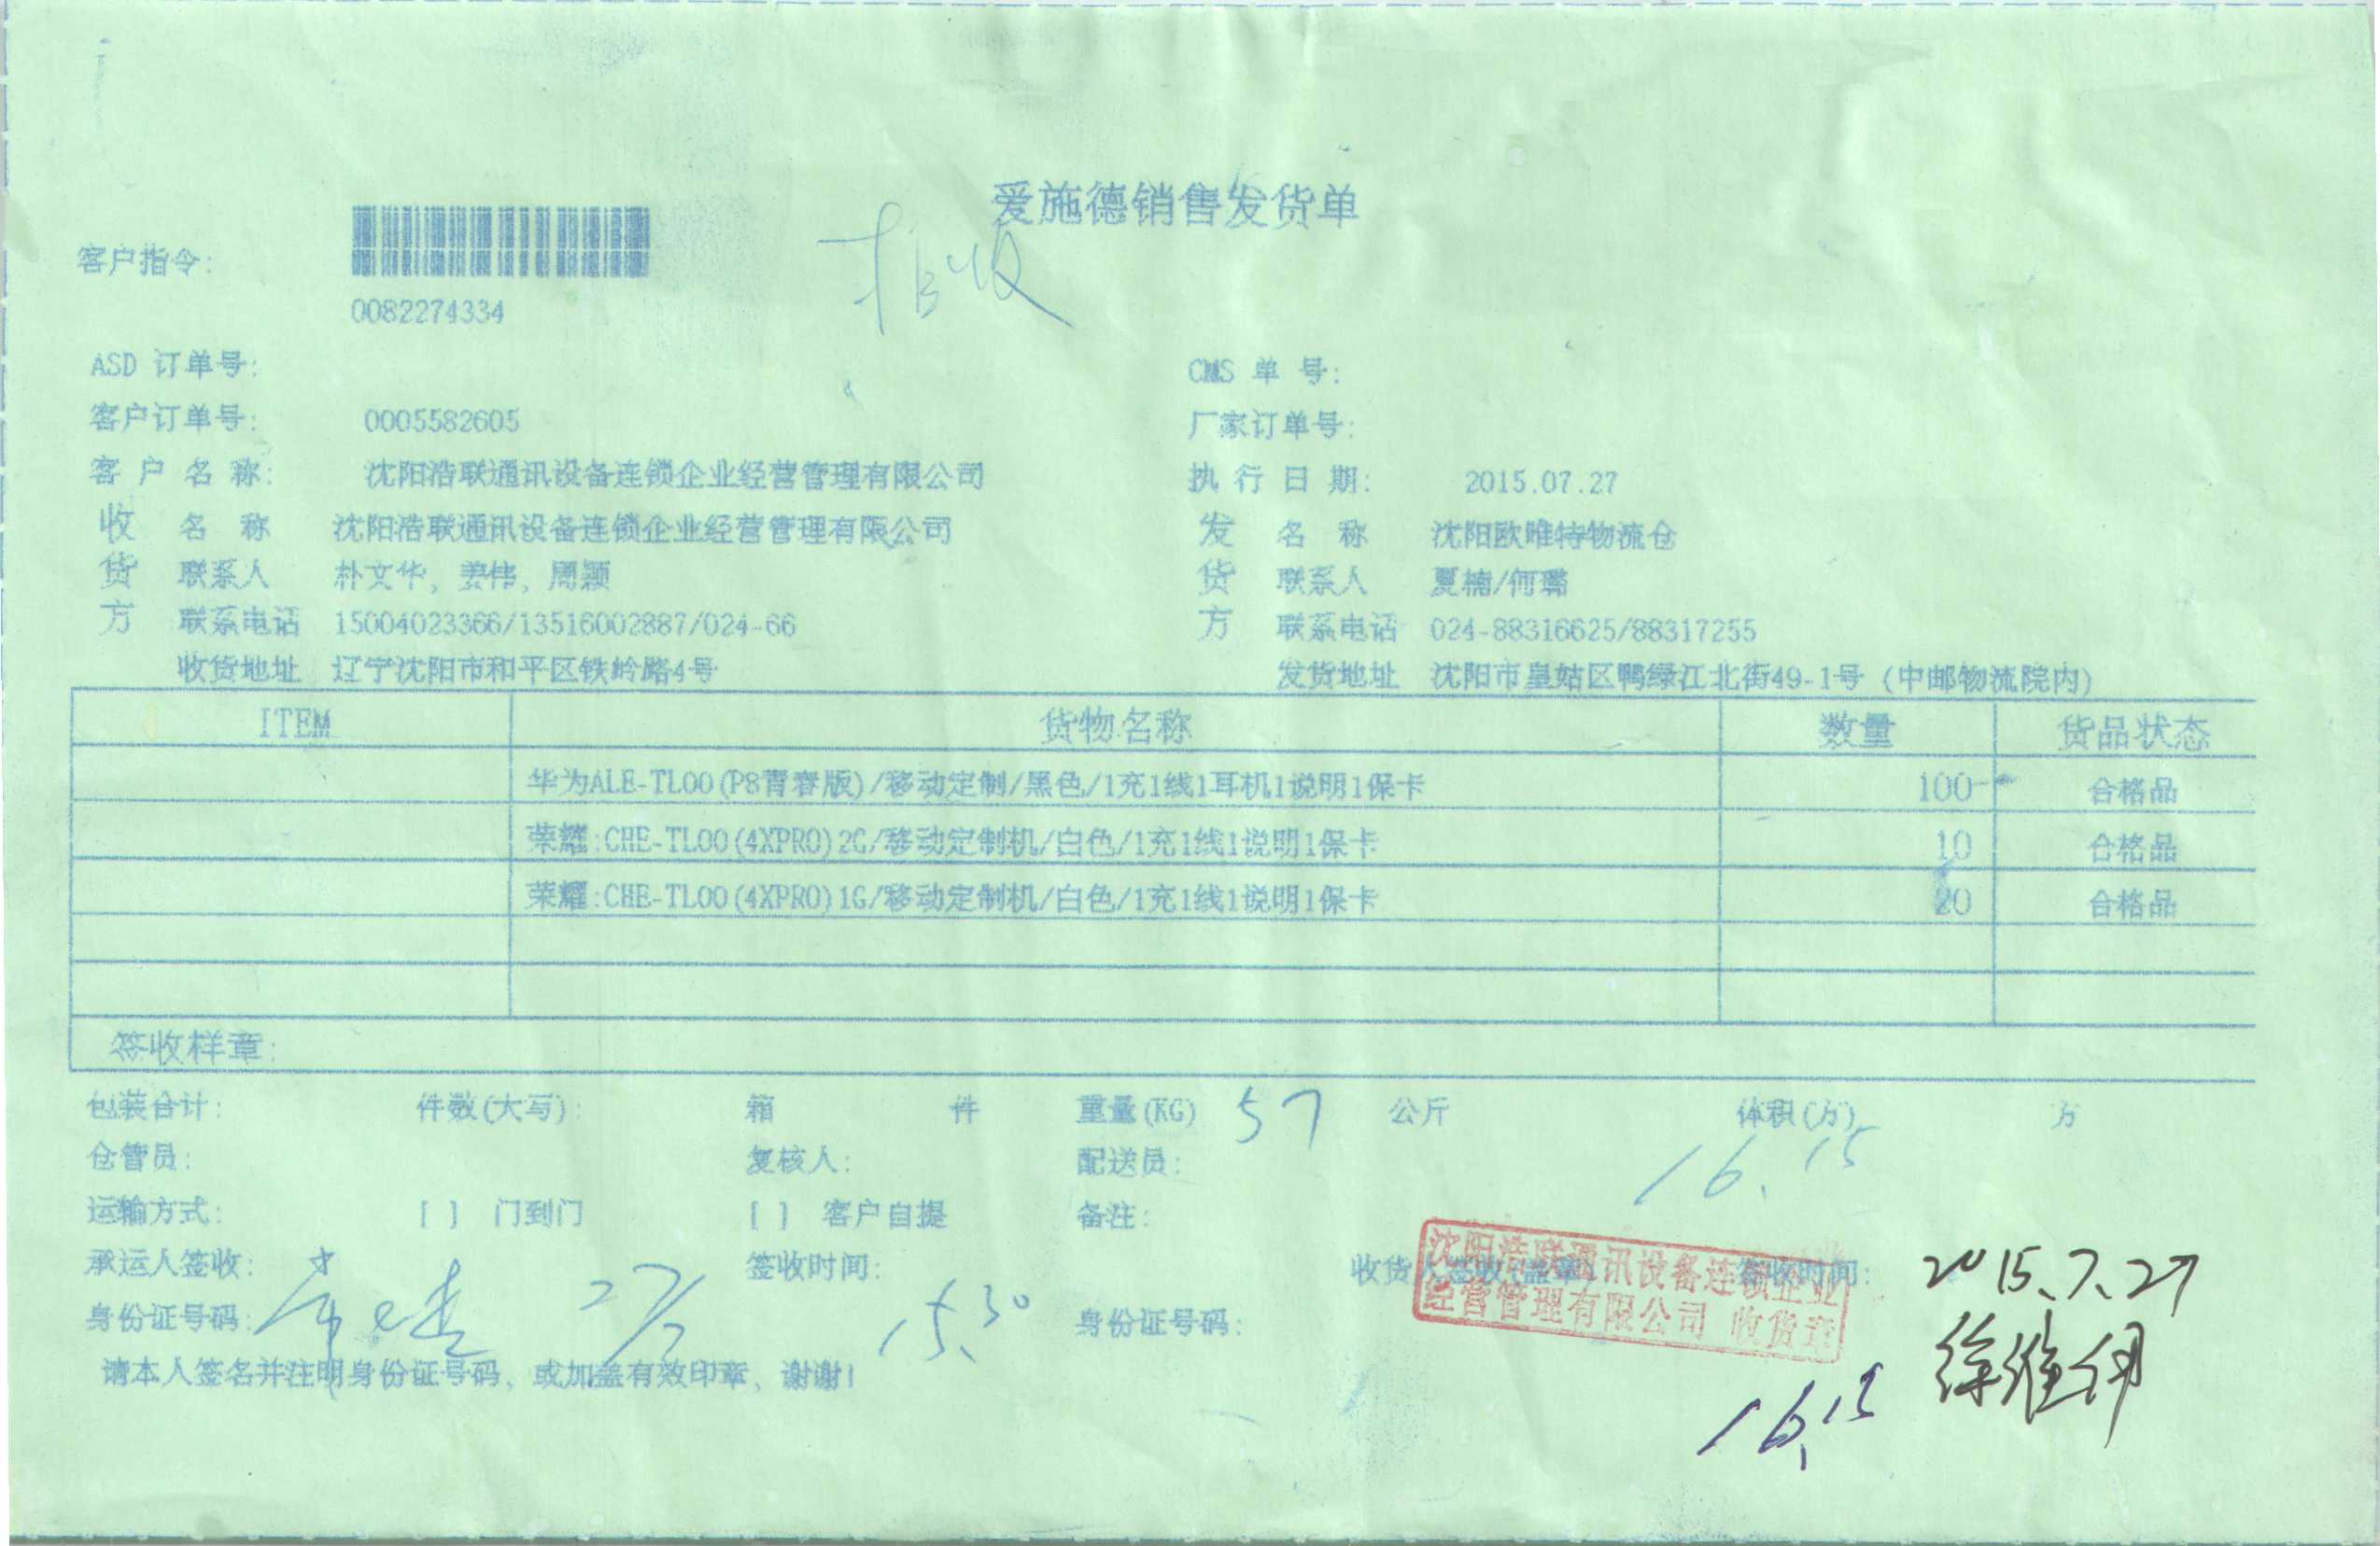 爱施德销售发货单
客户指令:
0082274334
ASD 订单号:
CMS 单 号:
客户订单号: 0005582605
厂家订单号:
客 户 名 称: 沈阳浩联通讯设备连锁企业经营管理有限公司
执 行 日 期: 2015.07.27
收货方
名 称 沈阳浩联通讯设备连锁企业经营管理有限公司
联系人 朴文华, 姜伟, 周颖
联系电话 15004023366/13516002887/024-66
收货地址 辽宁沈阳市和平区铁岭路4号
发货方
名 称 沈阳欧唯特物流仓
联系人 夏楠/何璐
联系电话 024-88316625/88317255
发货地址 沈阳市皇姑区鸭绿江北街49-1号 (中邮物流院内)
ITEM 货物名称 数量 货品状态
华为ALE-TL00(P8青春版)/移动定制/黑色/1充1线1耳机1说明1保卡 100 合格品
荣耀:CHE-TL00(4XPRO)2G/移动定制机/白色/1充1线1说明1保卡 10 合格品
荣耀:CHE-TL00(4XPRO)1G/移动定制机/白色/1充1线1说明1保卡 20 合格品
签收样章:
包装合计: 件数(大写): 箱 件 重量(KG) 57 公斤 体积(方) 方
仓管员: 复核人: 配送员: 16.15
运输方式: [ ] 门到门 [ ] 客户自提 备注:
承运人签收: 签收时间: 收货人签收(盖章) 签收时间: 2015.7.27
27/7 15.30
身份证号码: 身份证号码:
沈阳浩联通讯设备连锁企业
经营管理有限公司 收货章
请本人签名并注明身份证号码、或加盖有效印章、谢谢!
16.15